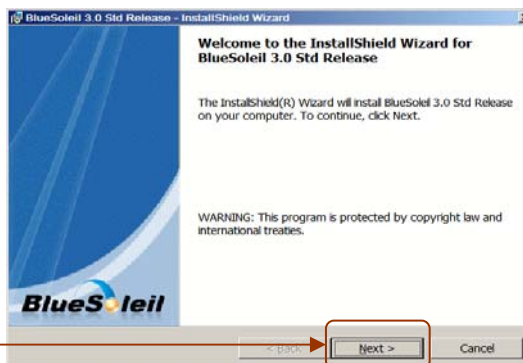 BlueSoleil 3.0 Std Release - InstallShield Wizard
Welcome to the InstallShield Wizard for
BlueSoleil 3.0 Std Release
The InstallShield(R) Wizard will install BlueSoleil 3.0 Std Release
on your computer. To continue, click Next.
WARNING: This program is protected by copyright law and
international treaties.
BlueSoleil
< Back
Next >
Cancel